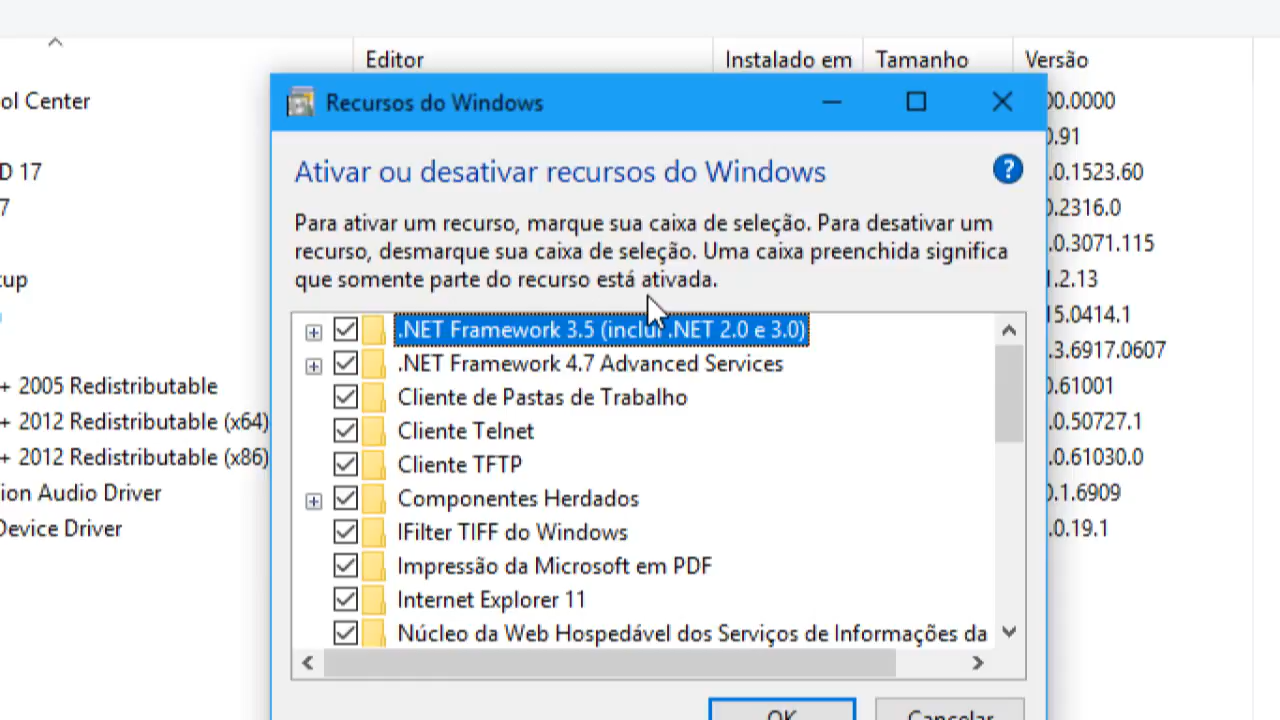 Editor
Instalado em
Tamanho
Versão
Recursos do Windows
Ativar ou desativar recursos do Windows
?
Para ativar um recurso, marque sua caixa de seleção. Para desativar um
recurso, desmarque sua caixa de seleção. Uma caixa preenchida significa
que somente parte do recurso está ativada.
.NET Framework 3.5 (inclui .NET 2.0 e 3.0)
.NET Framework 4.7 Advanced Services
Cliente de Pastas de Trabalho
Cliente Telnet
Cliente TFTP
Componentes Herdados
IFilter TIFF do Windows
Impressão da Microsoft em PDF
Internet Explorer 11
Núcleo da Web Hospedável dos Serviços de Informações da
OK
Cancelar
ol Center
D 17
7
tup
+ 2005 Redistributable
+ 2012 Redistributable (x64)
+ 2012 Redistributable (x86)
ion Audio Driver
Device Driver
00.0000
0.91
.0.1523.60
0.2316.0
.0.3071.115
1.2.13
15.0414.1
.3.6917.0607
0.61001
.0.50727.1
.0.61030.0
0.1.6909
.0.19.1